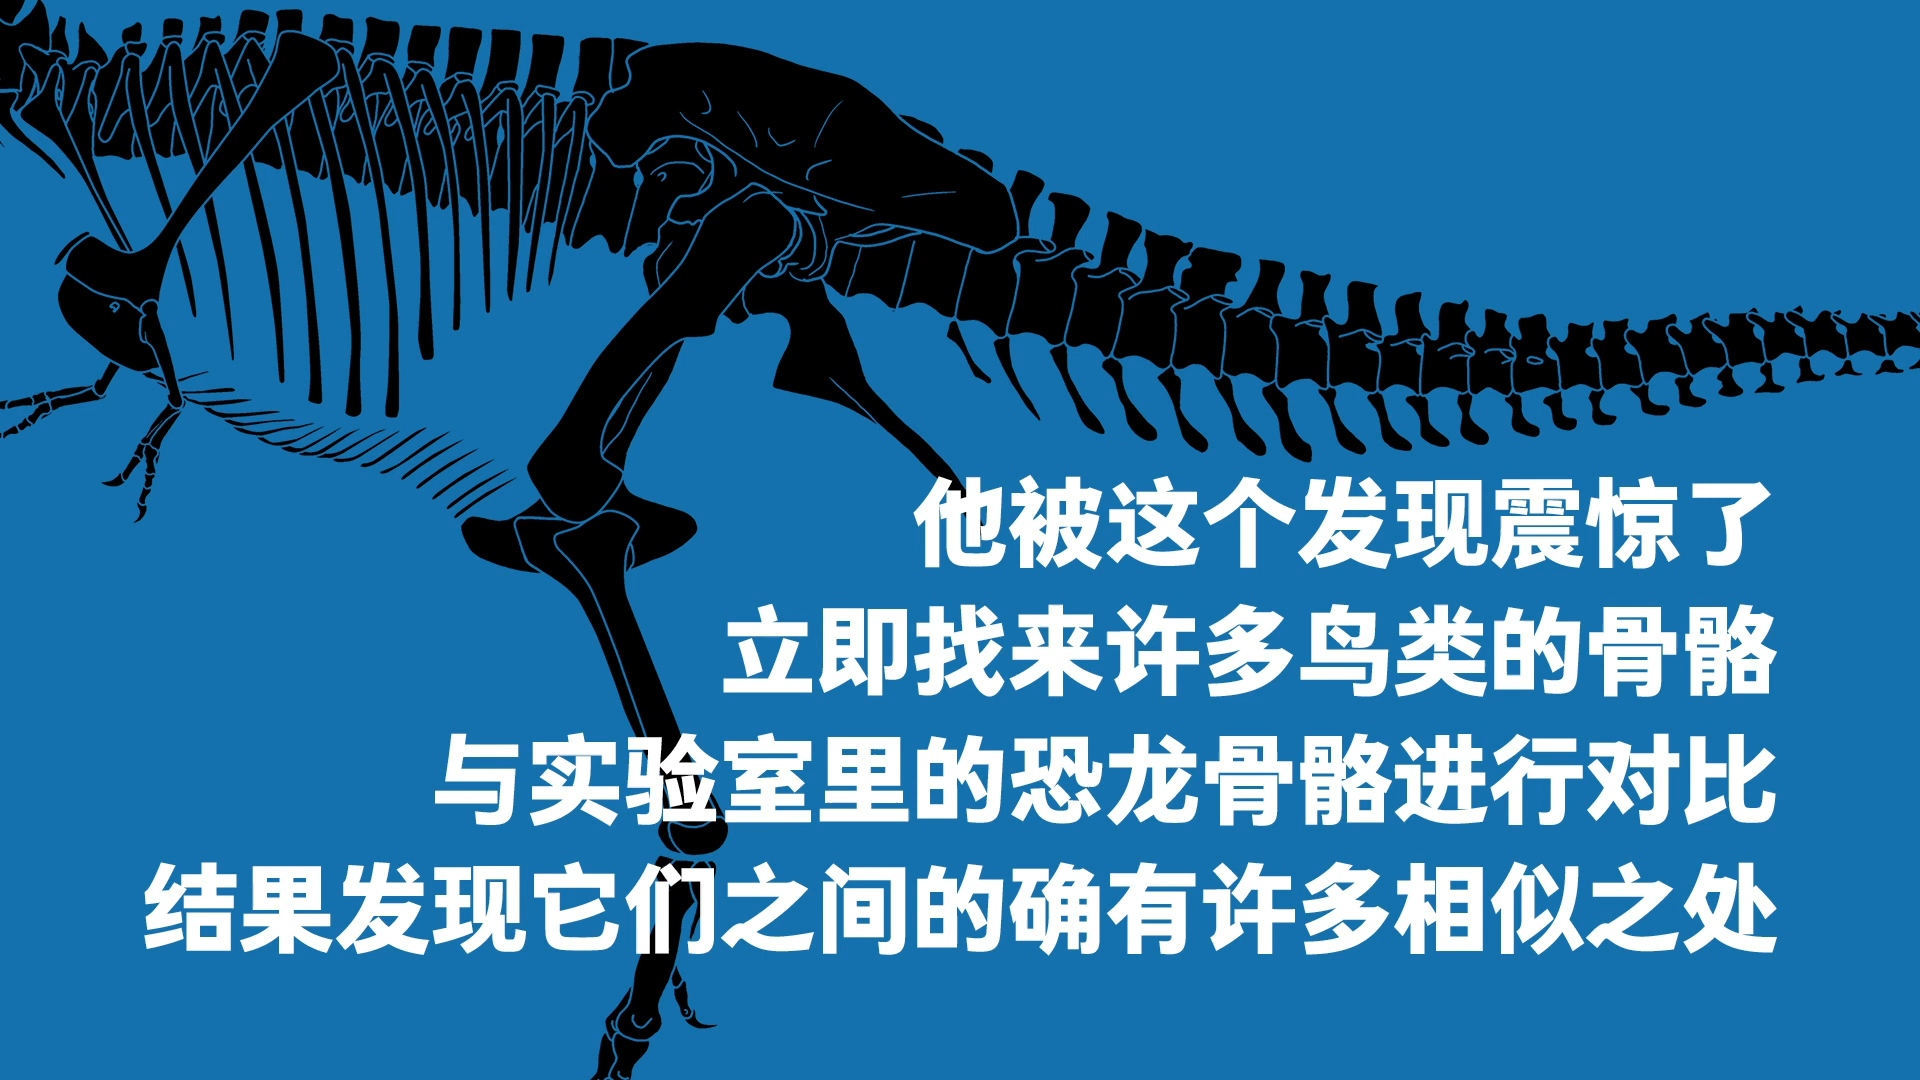 他被这个发现震惊了
立即找来许多鸟类的骨骼
与实验室里的恐龙骨骼进行对比
结果发现它们之间的确有许多相似之处